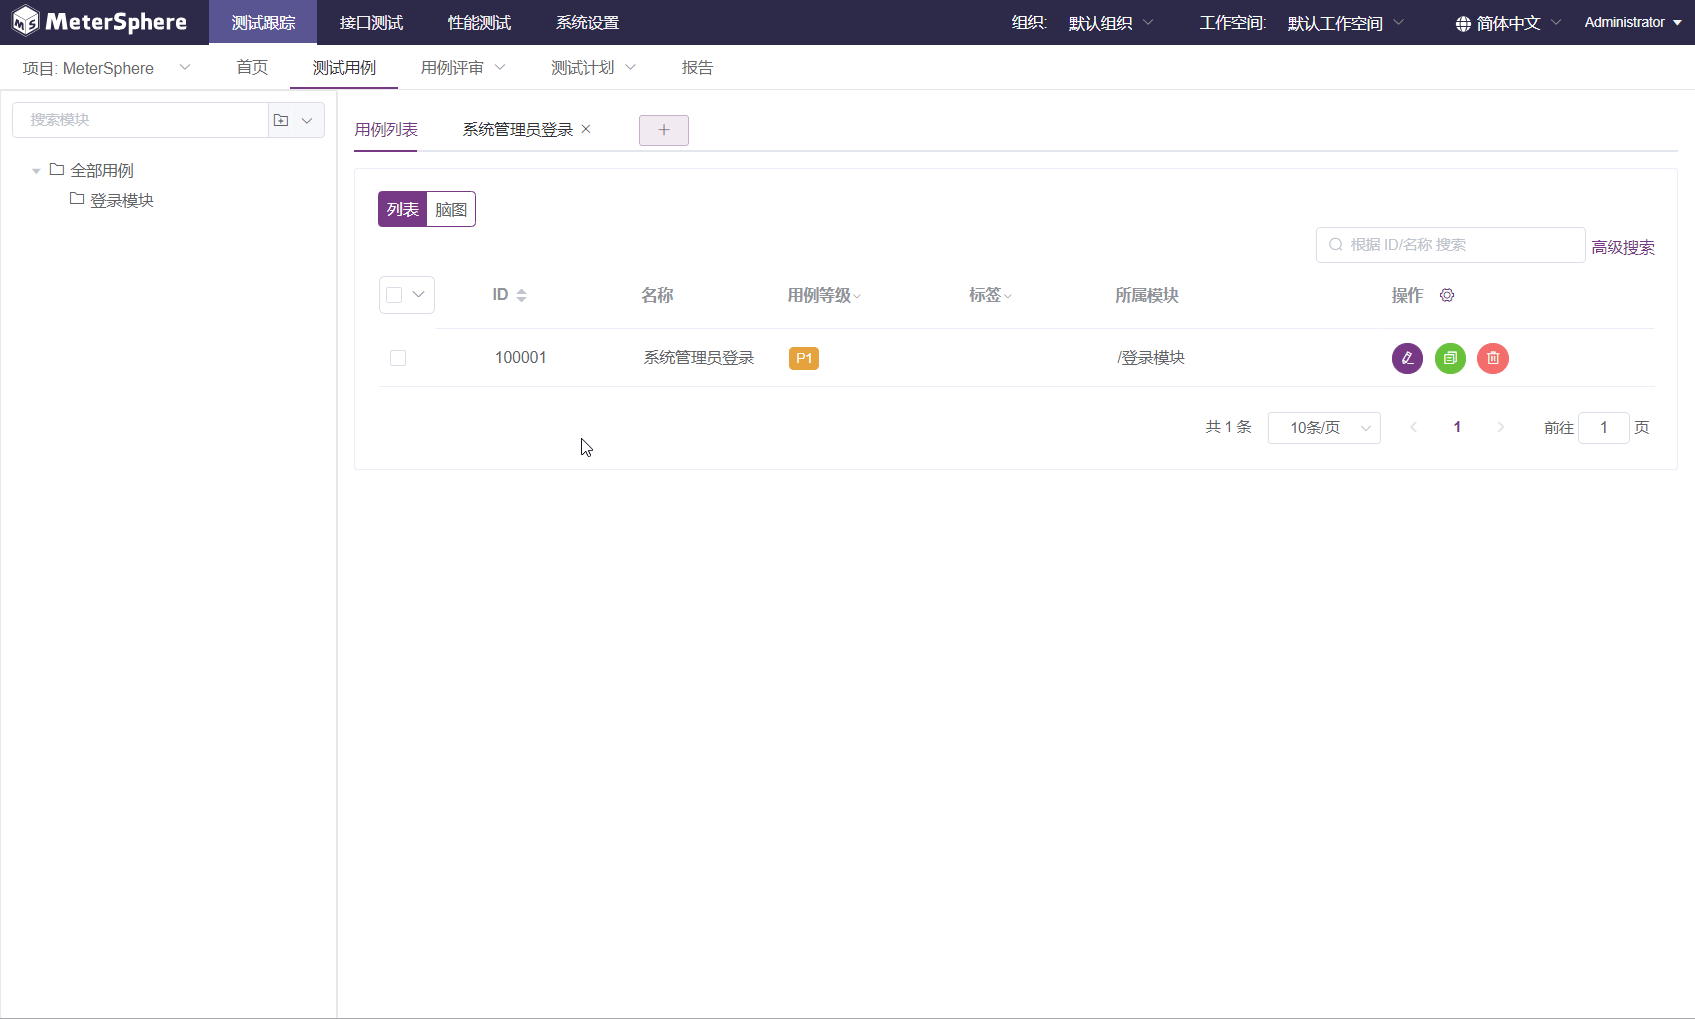 MeterSphere 测试跟踪 接口测试 性能测试 系统设置 组织: 默认组织 工作空间: 默认工作空间 简体中文 Administrator
项目: MeterSphere 首页 测试用例 用例评审 测试计划 报告
搜索模块
全部用例
登录模块
用例列表 系统管理员登录
列表 脑图
根据 ID/名称 搜索 高级搜索
ID 名称 用例等级 标签 所属模块 操作
100001 系统管理员登录 P1 /登录模块
共 1 条 10条/页 1 前往 1 页